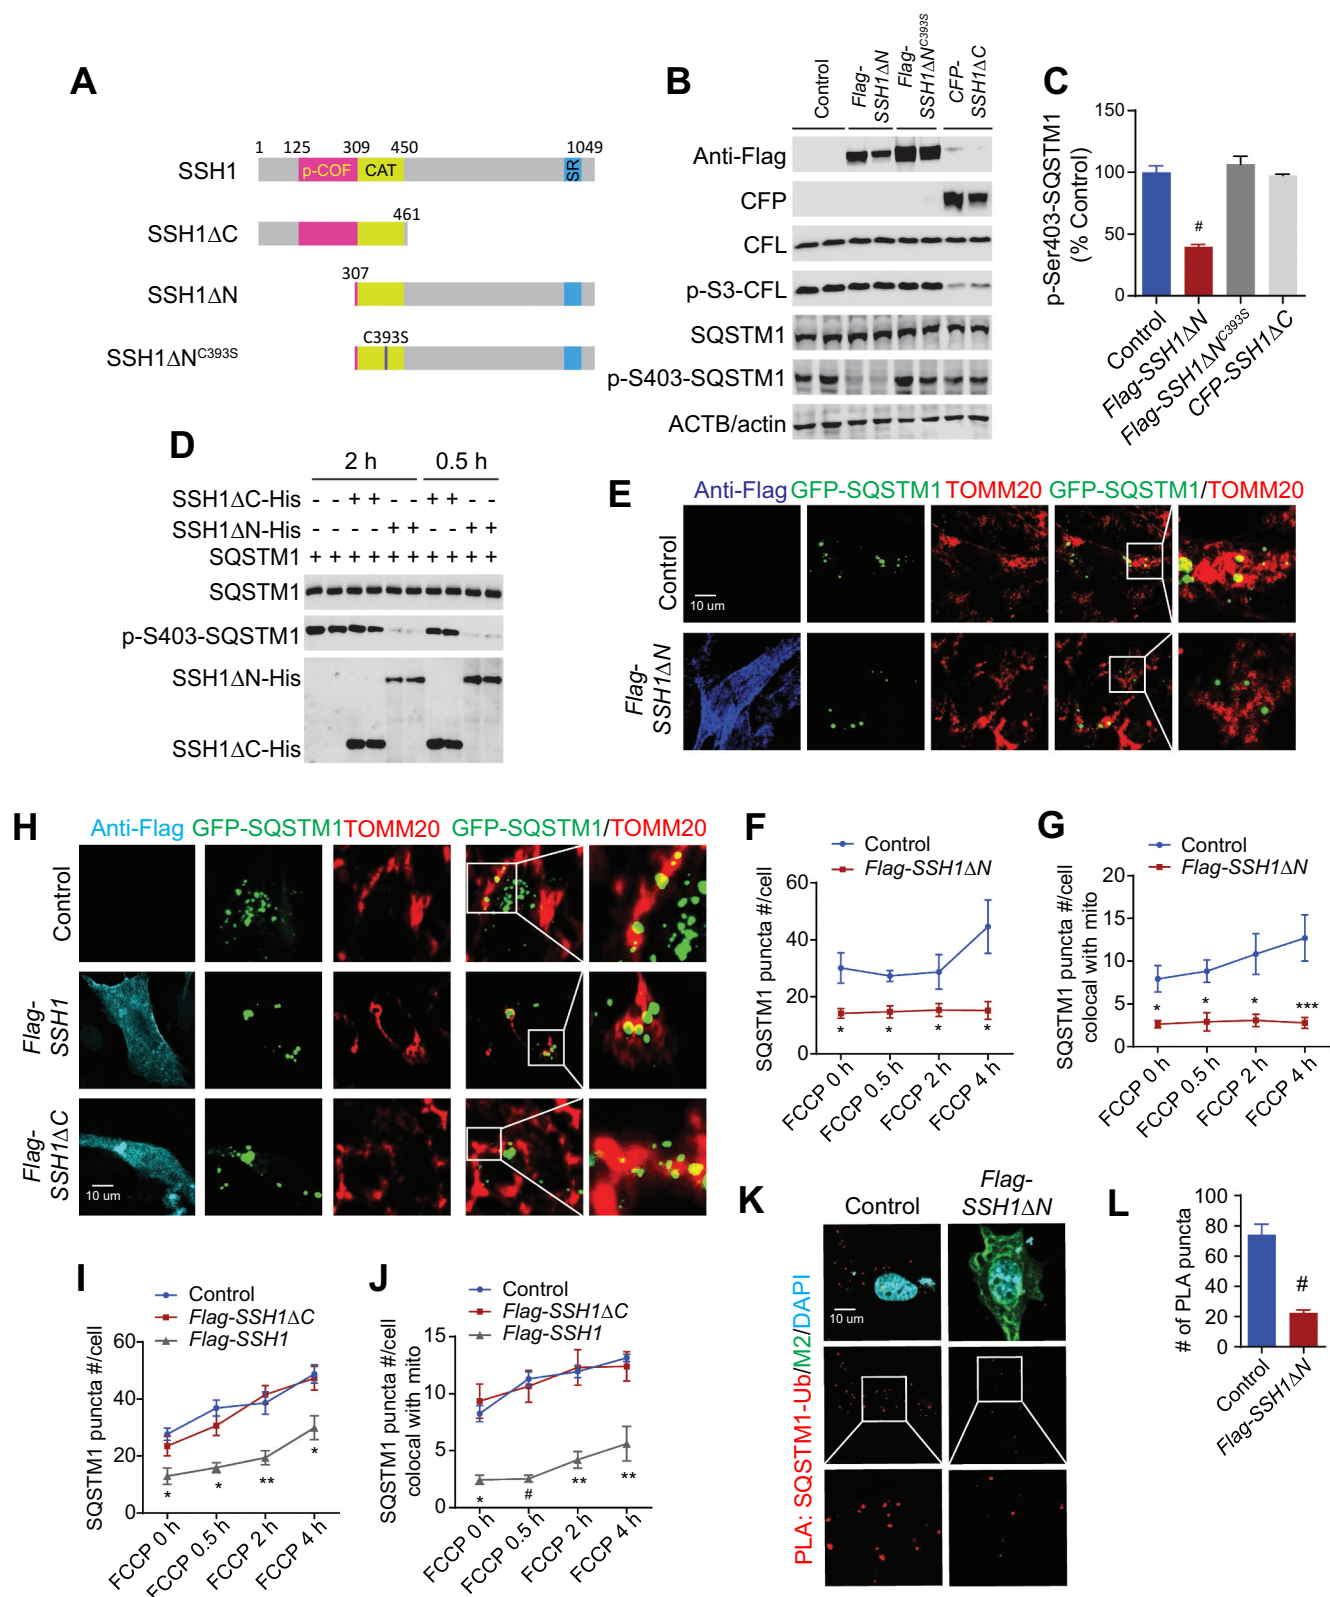 A
1 125 309 450 1049
SSH1 p-COF CAT SR
461
SSH1ΔC
307
SSH1ΔN
C393S
SSH1ΔN^C393S
B
Control
Flag-
SSH1ΔN
Flag-
SSH1ΔN^C393S
CFP-
SSH1ΔC
Anti-Flag
CFP
CFL
p-S3-CFL
SQSTM1
p-S403-SQSTM1
ACTB/actin
C
p-Ser403-SQSTM1
(% Control)
150
100
50
0
Control
Flag-SSH1ΔN
Flag-SSH1ΔN^C393S
CFP-SSH1ΔC
#
D
2 h 0.5 h
SSH1ΔC-His - - + + - - + + - -
SSH1ΔN-His - - - - + + - - + +
SQSTM1 + + + + + + + + + +
SQSTM1
p-S403-SQSTM1
SSH1ΔN-His
SSH1ΔC-His
E
Anti-Flag GFP-SQSTM1 TOMM20 GFP-SQSTM1/TOMM20
Control
10 um
Flag-
SSH1ΔN
H
Anti-Flag GFP-SQSTM1 TOMM20 GFP-SQSTM1/TOMM20
Control
Flag-
SSH1
Flag-
SSH1ΔC
10 um
F
Control
Flag-SSH1ΔN
SQSTM1 puncta #/cell
60
40
20
0
* * * *
FCCP 0 h
FCCP 0.5 h
FCCP 2 h
FCCP 4 h
G
Control
Flag-SSH1ΔN
SQSTM1 puncta #/cell
colocal with mito
20
15
10
5
0
* * * ***
FCCP 0 h
FCCP 0.5 h
FCCP 2 h
FCCP 4 h
I
Control
Flag-SSH1ΔC
Flag-SSH1
SQSTM1 puncta #/cell
60
40
20
0
* * ** *
FCCP 0 h
FCCP 0.5 h
FCCP 2 h
FCCP 4 h
J
Control
Flag-SSH1ΔC
Flag-SSH1
SQSTM1 puncta #/cell
colocal with mito
15
10
5
0
* # ** **
FCCP 0 h
FCCP 0.5 h
FCCP 2 h
FCCP 4 h
K
Control
Flag-
SSH1ΔN
PLA: SQSTM1-Ub/M2/DAPI
10 um
L
# of PLA puncta
100
80
60
40
20
0
#
Control
Flag-SSH1ΔN